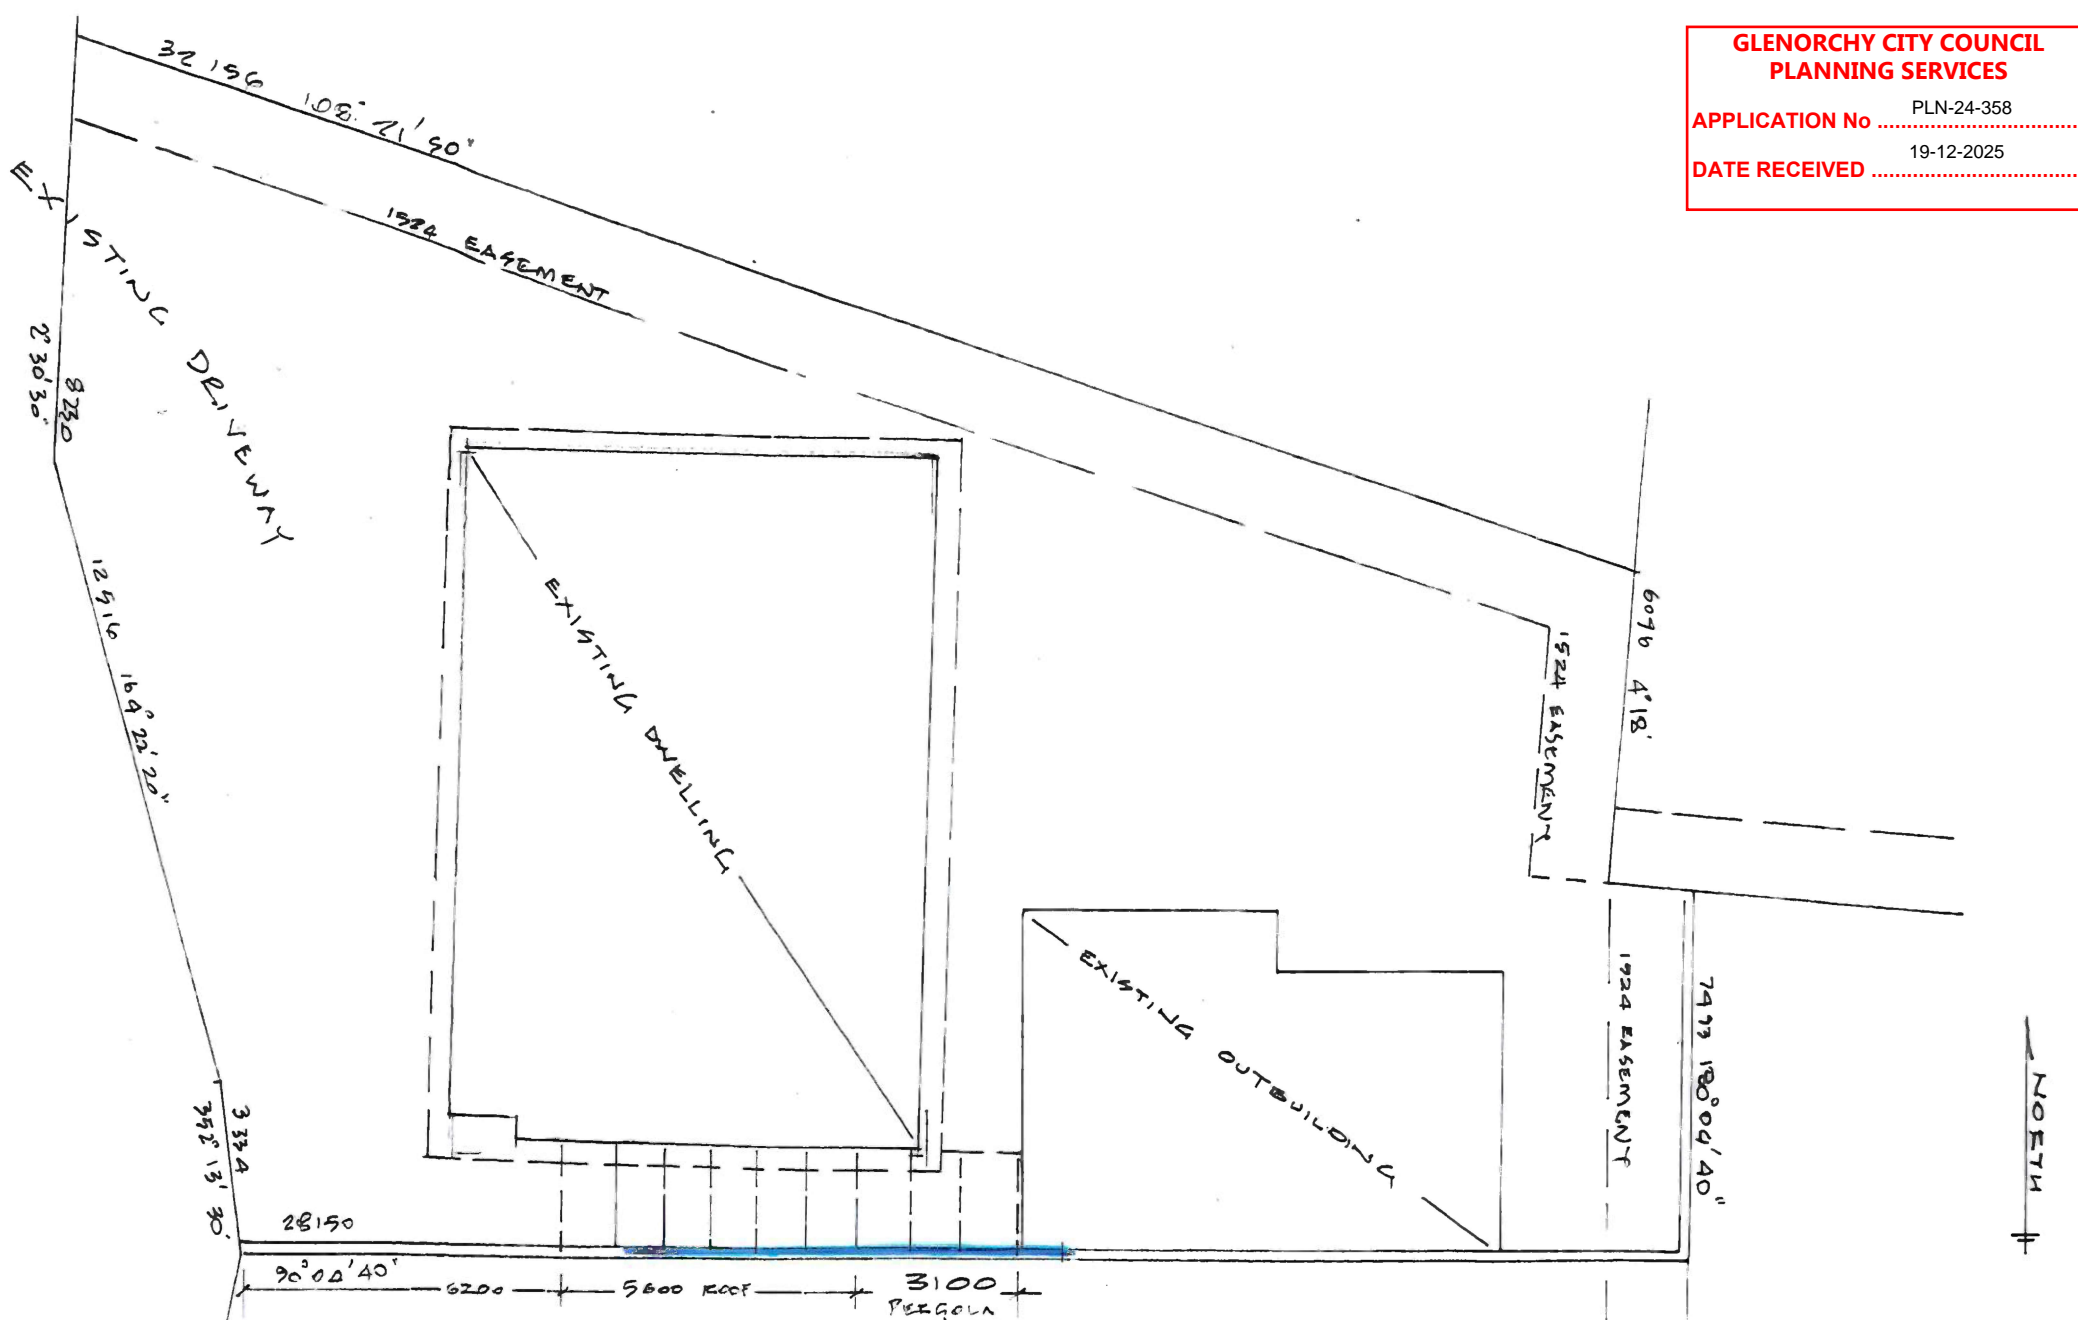 GLENORCHY CITY COUNCIL
PLANNING SERVICES
APPLICATION No PLN-24-358
DATE RECEIVED 19-12-2025
32 156 108° 21' 50"
1524 EASEMENT
EXISTING DRIVEWAY
8230
2° 30' 30"
12516 164° 22' 20"
EXISTING DWELLING
6096 4° 18'
1524 EASEMENT
EXISTING OUTBUILDING
1524 EASEMENT
7493 180° 04' 40"
NORTH
3334
352° 13' 30"
28150
90° 04' 40"
6200
5600 ROOF
3100
PERGOLA